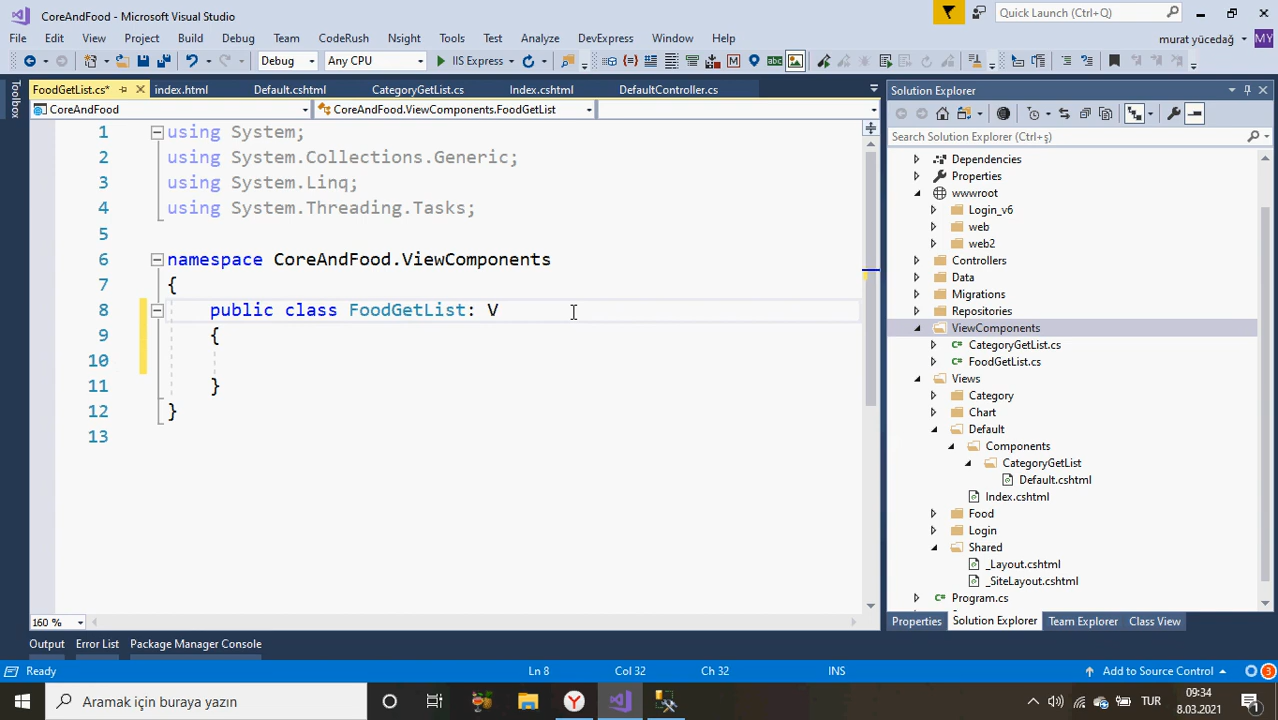 CoreAndFood - Microsoft Visual Studio
Quick Launch (Ctrl+Q)
File Edit View Project Build Debug Team CodeRush Nsight Tools Test Analyze DevExpress Window Help
murat yücedağ
MY
Debug
Any CPU
IIS Express
Toolbox
FoodGetList.cs*
index.html
Default.cshtml
CategoryGetList.cs
Index.cshtml
DefaultController.cs
CoreAndFood
CoreAndFood.ViewComponents.FoodGetList
1 using System;
2 using System.Collections.Generic;
3 using System.Linq;
4 using System.Threading.Tasks;
5
6 namespace CoreAndFood.ViewComponents
7 {
8 public class FoodGetList: V
9 {
10
11 }
12 }
13
160 %
Solution Explorer
Search Solution Explorer (Ctrl+ş)
Dependencies
Properties
wwwroot
Login_v6
web
web2
Controllers
Data
Migrations
Repositories
ViewComponents
C# CategoryGetList.cs
C# FoodGetList.cs
Views
Category
Chart
Default
Components
CategoryGetList
Default.cshtml
Index.cshtml
Food
Login
Shared
_Layout.cshtml
_SiteLayout.cshtml
Program.cs
Properties Solution Explorer Team Explorer Class View
Output Error List Package Manager Console
Ready
Ln 8
Col 32
Ch 32
INS
Add to Source Control
3
Aramak için buraya yazın
TUR
09:34
8.03.2021
1